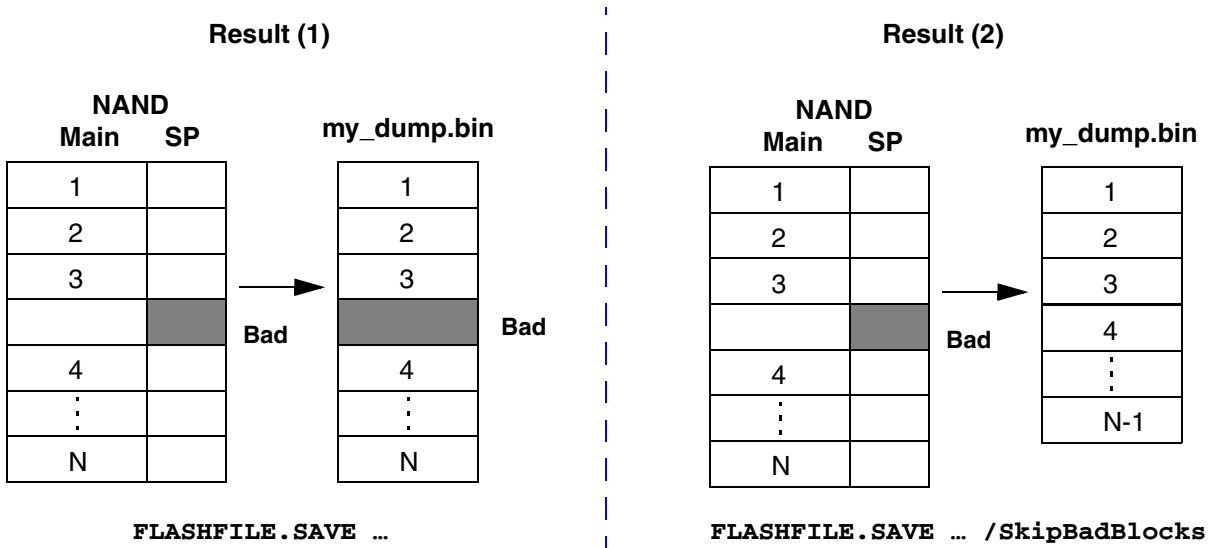 Result (1)
NAND
Main SP
my_dump.bin
1 1
2 2
3 3
Bad Bad
4 4
N N
FLASHFILE.SAVE …
Result (2)
NAND
Main SP
my_dump.bin
1 1
2 2
3 3
4
Bad
4
N-1
N
FLASHFILE.SAVE … /SkipBadBlocks